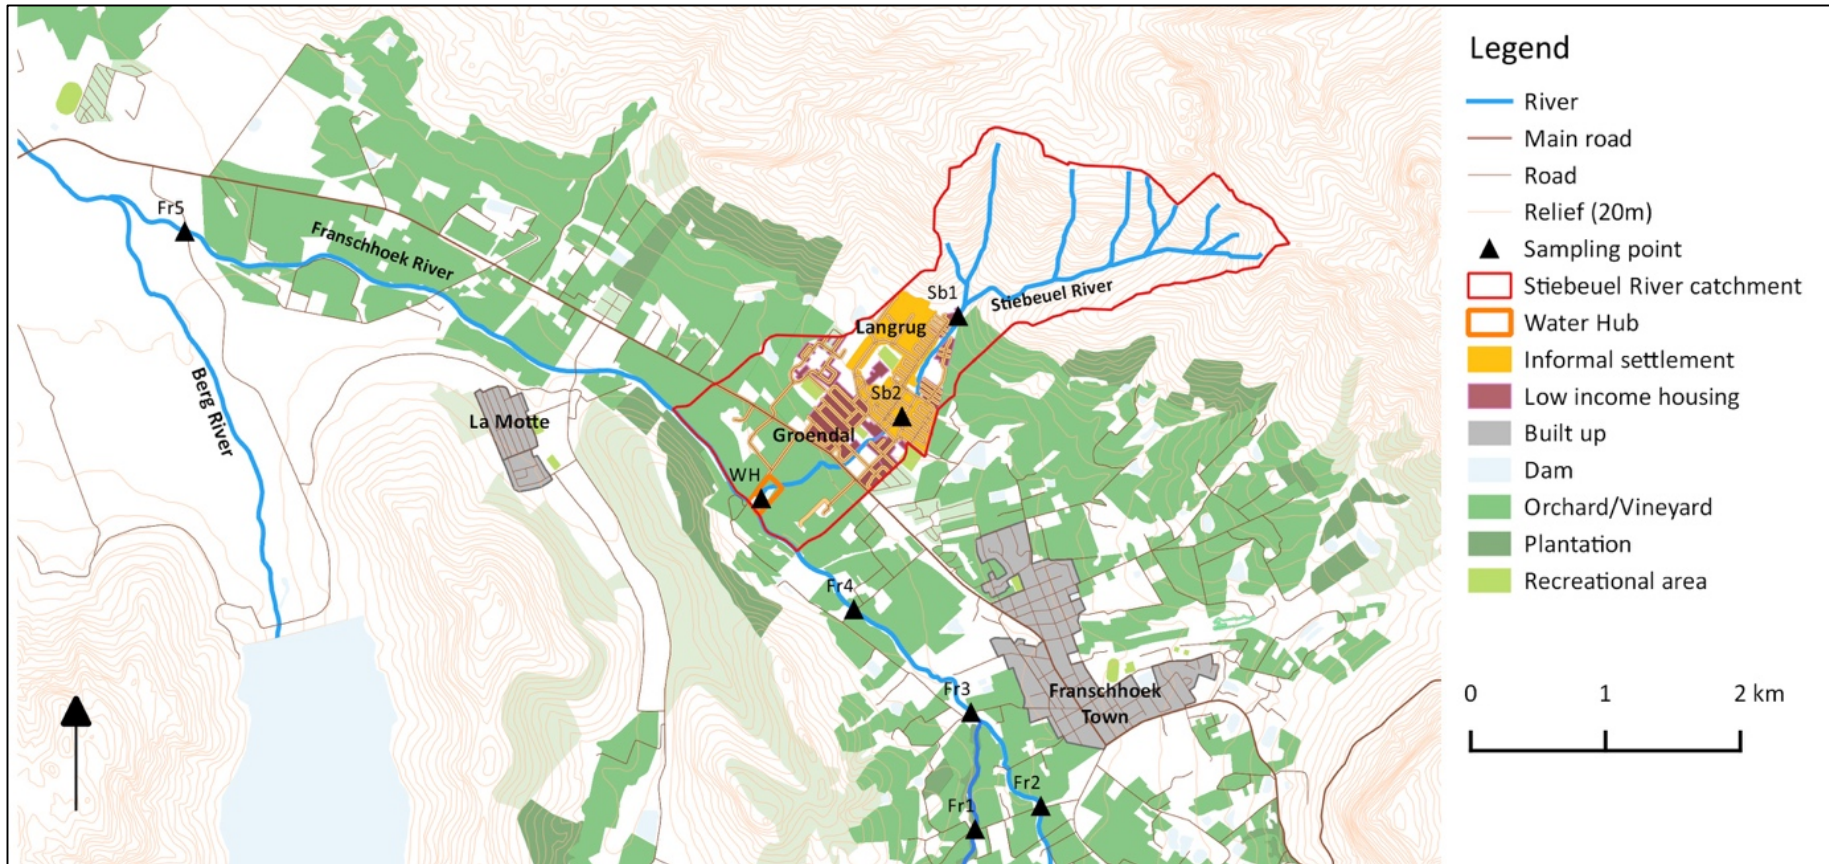 Legend
River
Main road
Road
Relief (20m)
Sampling point
Stiebeuel River catchment
Water Hub
Informal settlement
Low income housing
Built up
Dam
Orchard/Vineyard
Plantation
Recreational area
0 1 2 km
Fr5
Franschhoek River
Berg River
La Motte
Sb1
Stiebeuel River
Langrug
Sb2
Groendal
WH
Fr4
Fr3
Franschhoek
Town
Fr2
Fr1